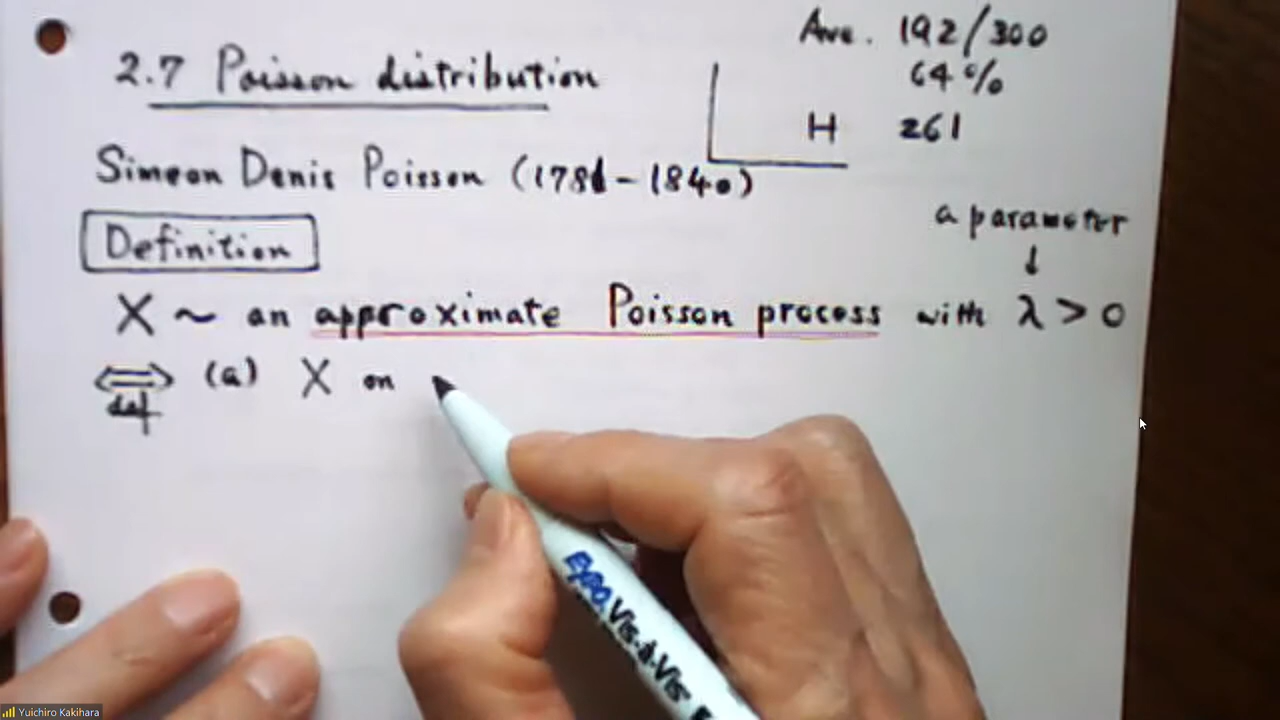 2.7 Poisson distribution
Ave. 192/300
64%
H 261
Simeon Denis Poisson (1781-1840)
Definition
a parameter
↓
X ~ an approximate Poisson process with λ > 0
⇔ (a) X on
def
Expo Vis-à-Vis
Yuichiro Kakihara